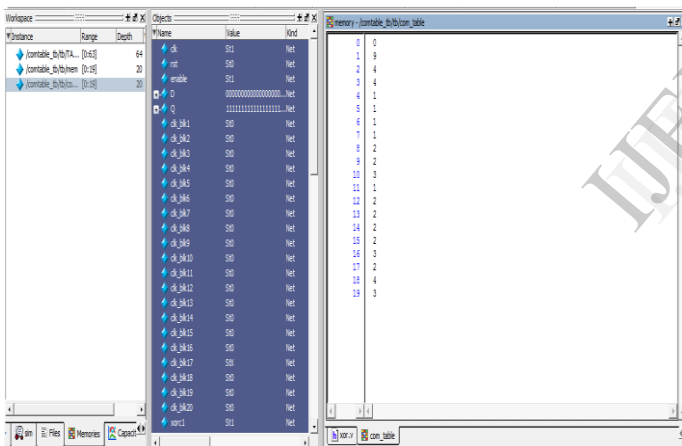 Workspace
Instance Range Depth
/comtable_tb/tb/TA... [0:63] 64
/comtable_tb/tb/mem [0:19] 20
/comtable_tb/tb/co... [0:19] 20
sim Files Memories Capacit
Objects
Name Value Kind
clk St1 Net
rst St0 Net
enable St1 Net
D 0000000000000000... Net
Q 1111111111111111... Net
clk_blk1 St0 Net
clk_blk2 St0 Net
clk_blk3 St0 Net
clk_blk4 St0 Net
clk_blk5 St0 Net
clk_blk6 St0 Net
clk_blk7 St0 Net
clk_blk8 St0 Net
clk_blk9 St0 Net
clk_blk10 St0 Net
clk_blk11 St0 Net
clk_blk12 St0 Net
clk_blk13 St0 Net
clk_blk14 St0 Net
clk_blk15 St0 Net
clk_blk16 St0 Net
clk_blk17 StX Net
clk_blk18 St0 Net
clk_blk19 St0 Net
clk_blk20 St0 Net
xorc1 St1 Net
memory - /comtable_tb/tb/com_table
0 0
1 9
2 4
3 4
4 1
5 1
6 1
7 1
8 2
9 2
10 3
11 1
12 2
13 2
14 2
15 2
16 3
17 2
18 4
19 3
xor.v com_table